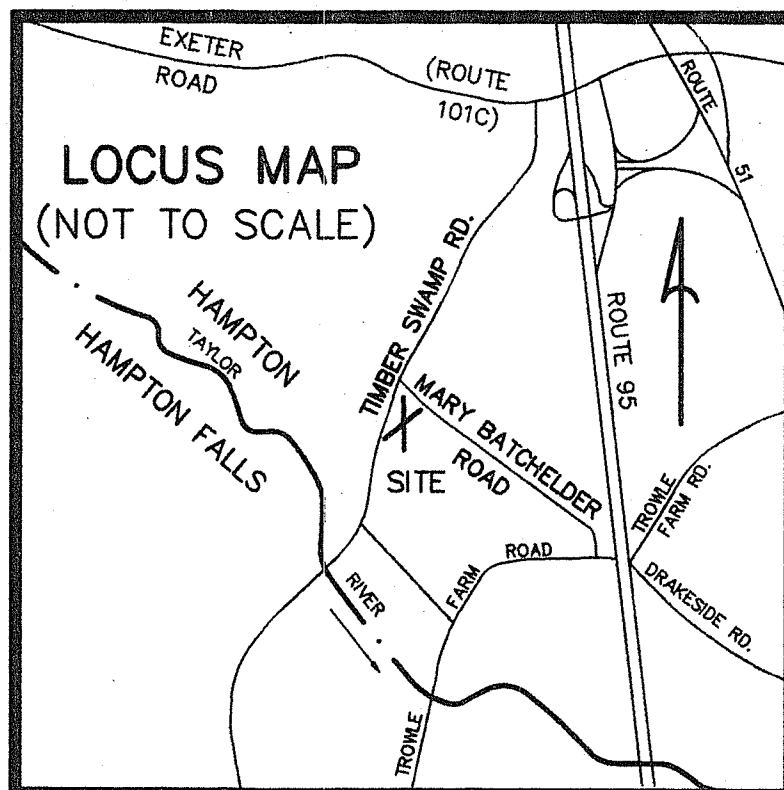 EXETER
ROAD
(ROUTE
101C)
ROUTE
51
LOCUS MAP
(NOT TO SCALE)
TIMBER SWAMP RD.
HAMPTON
TAYLOR
HAMPTON FALLS
ROUTE 95
MARY BATCHELDER
ROAD
SITE
TROWLE
FARM RD.
ROAD
FARM
RIVER
DRAKESIDE RD.
TROWLE